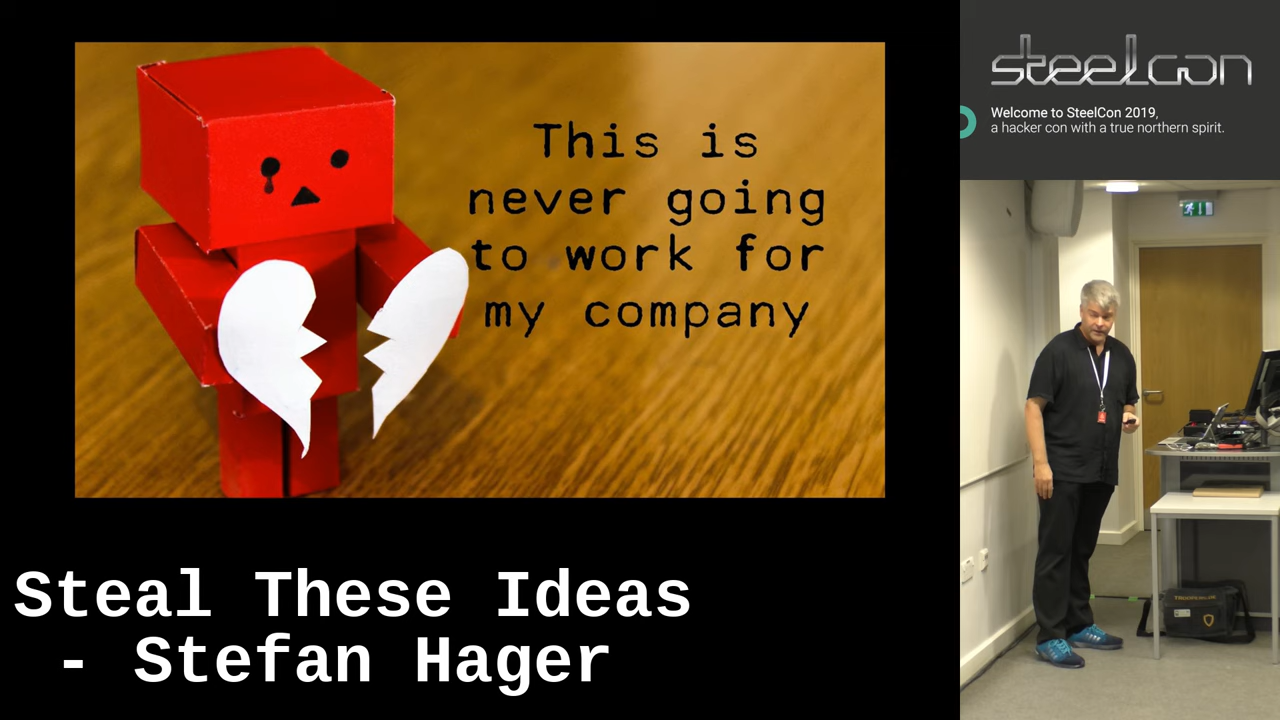 This is
never going
to work for
my company
Steal These Ideas
- Stefan Hager
steelcon
Welcome to SteelCon 2019,
a hacker con with a true northern spirit.
TROOPERS